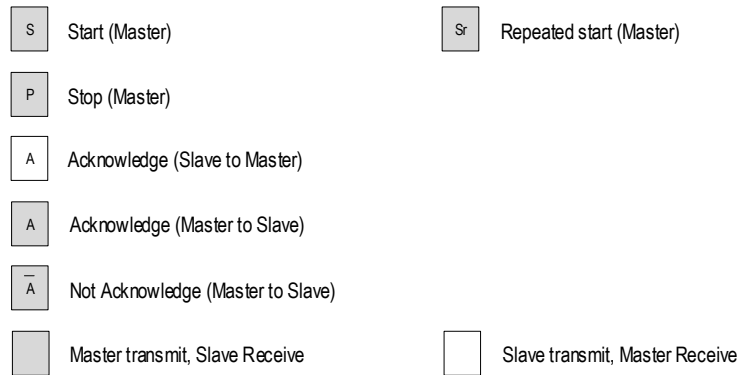 S Start (Master) Sr Repeated start (Master)
P Stop (Master)
A Acknowledge (Slave to Master)
A Acknowledge (Master to Slave)
A̅ Not Acknowledge (Master to Slave)
Master transmit, Slave Receive Slave transmit, Master Receive